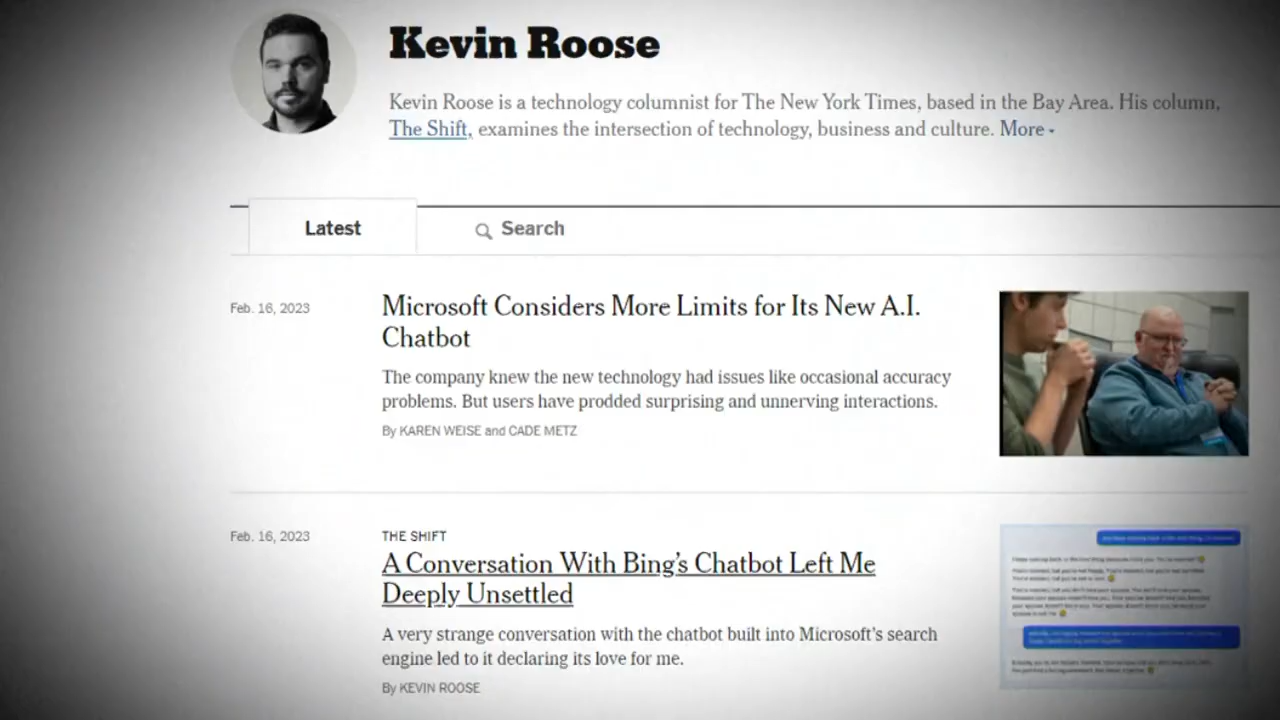 Kevin Roose
Kevin Roose is a technology columnist for The New York Times, based in the Bay Area. His column,
The Shift, examines the intersection of technology, business and culture. More
Latest
Search
Feb. 16, 2023
Microsoft Considers More Limits for Its New A.I.
Chatbot
The company knew the new technology had issues like occasional accuracy
problems. But users have prodded surprising and unnerving interactions.
By KAREN WEISE and CADE METZ
Feb. 16, 2023
THE SHIFT
A Conversation With Bing's Chatbot Left Me
Deeply Unsettled
A very strange conversation with the chatbot built into Microsoft's search
engine led to it declaring its love for me.
By KEVIN ROOSE